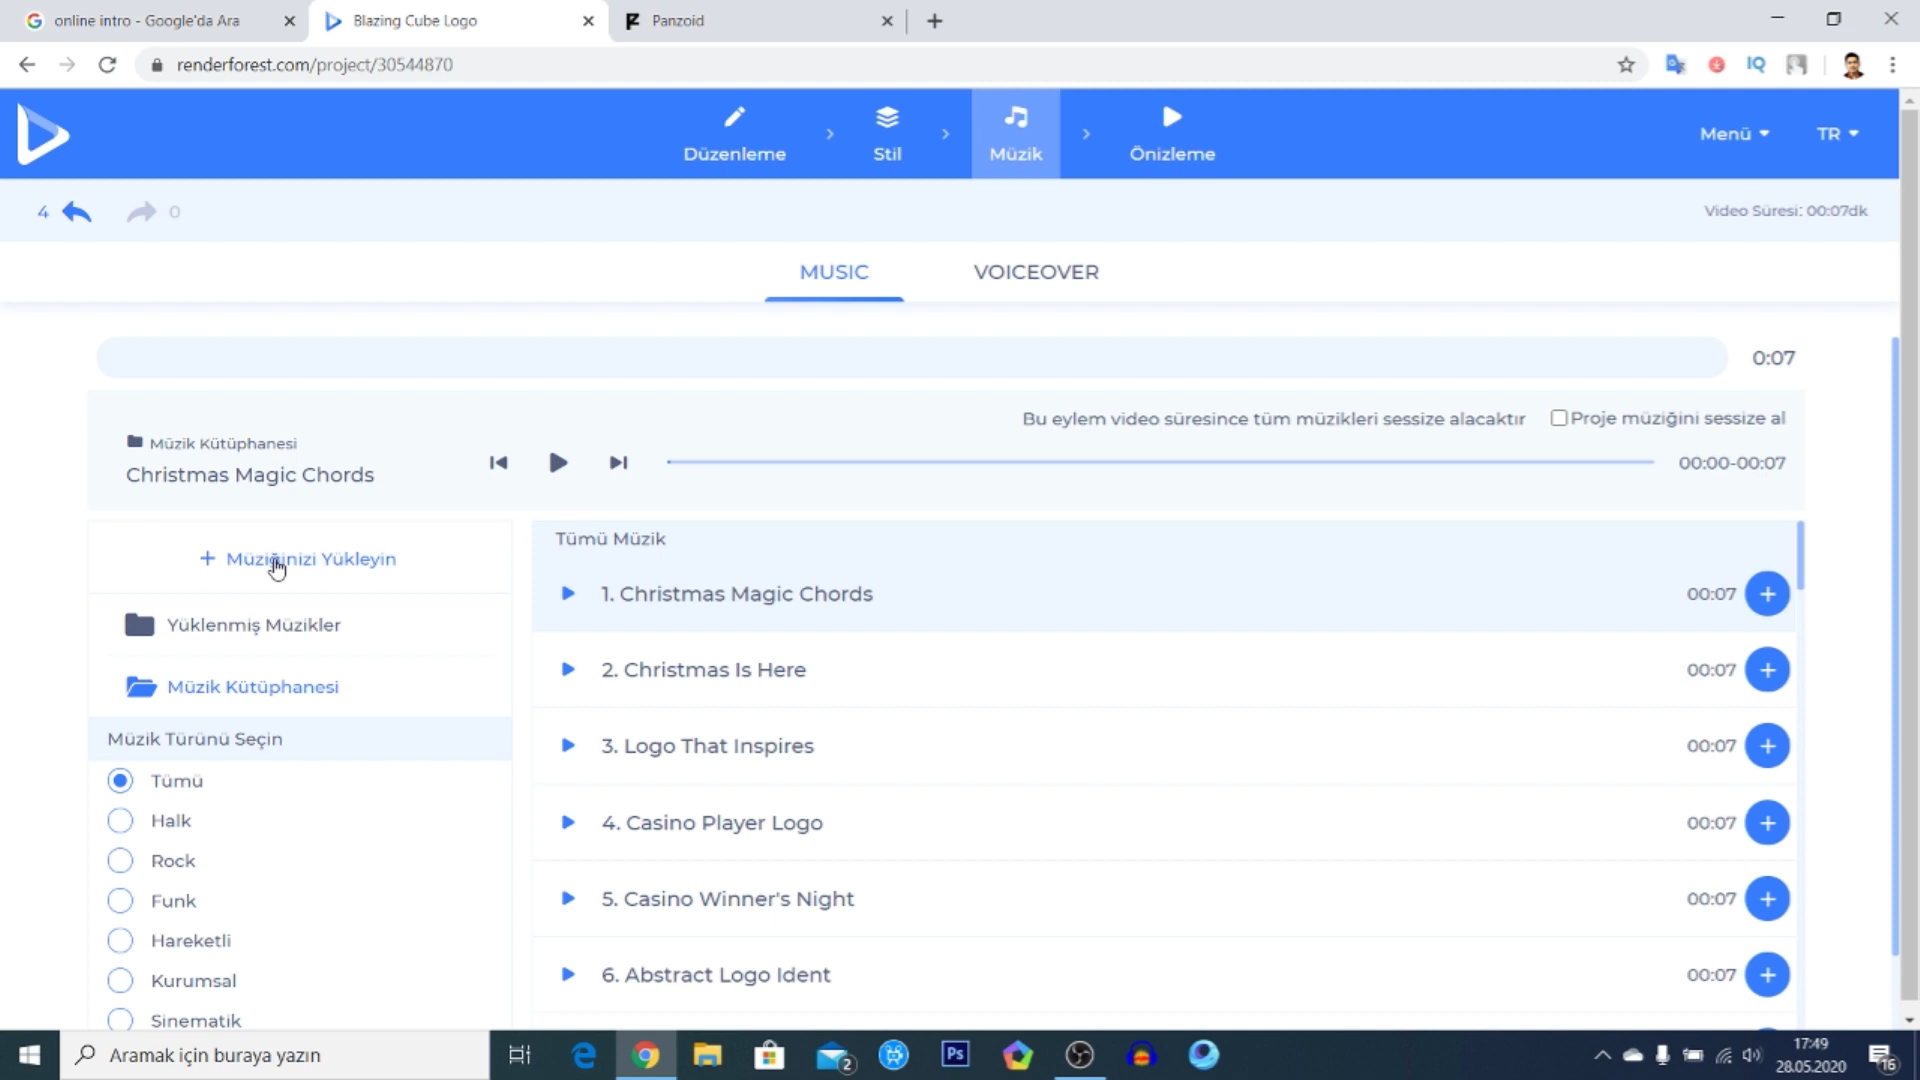 online intro - Google'da Ara
Blazing Cube Logo
Panzoid
renderforest.com/project/30544870
IQ
Düzenleme
Stil
Müzik
Önizleme
Menü
TR
4
0
Video Süresi: 00:07dk
MUSIC
VOICEOVER
0:07
Bu eylem video süresince tüm müzikleri sessize alacaktır
Proje müziğini sessize al
Müzik Kütüphanesi
Christmas Magic Chords
00:00-00:07
+ Müziğinizi Yükleyin
Yüklenmiş Müzikler
Müzik Kütüphanesi
Müzik Türünü Seçin
Tümü
Halk
Rock
Funk
Hareketli
Kurumsal
Sinematik
Tümü Müzik
1. Christmas Magic Chords 00:07
2. Christmas Is Here 00:07
3. Logo That Inspires 00:07
4. Casino Player Logo 00:07
5. Casino Winner's Night 00:07
6. Abstract Logo Ident 00:07
Aramak için buraya yazın
2
Ps
17:49
28.05.2020
16